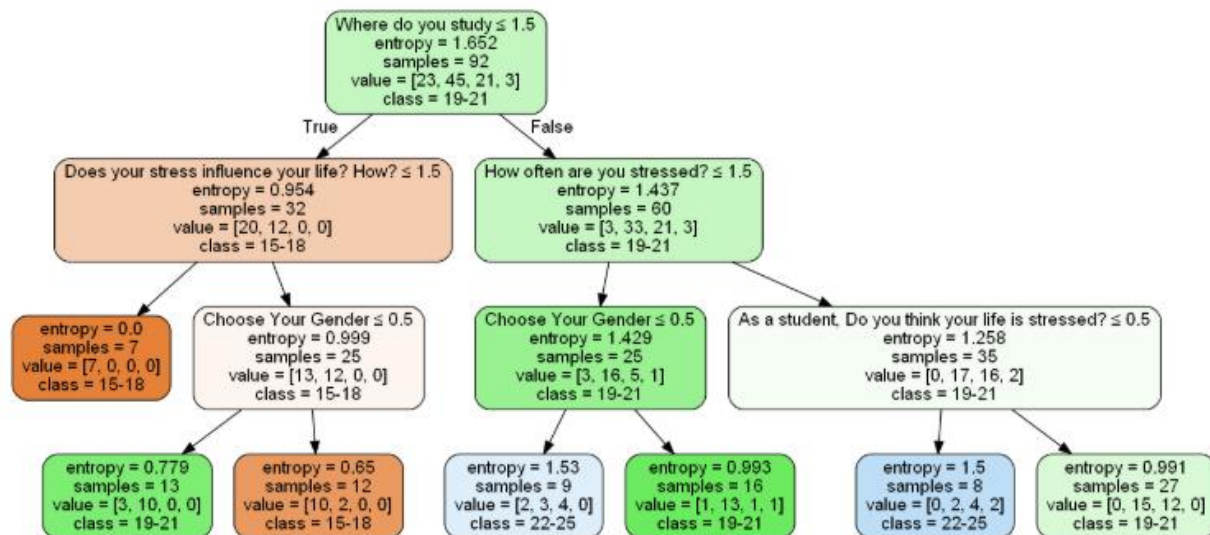 Where do you study ≤ 1.5
entropy = 1.652
samples = 92
value = [23, 45, 21, 3]
class = 19-21
True
False
Does your stress influence your life? How? ≤ 1.5
entropy = 0.954
samples = 32
value = [20, 12, 0, 0]
class = 15-18
How often are you stressed? ≤ 1.5
entropy = 1.437
samples = 60
value = [3, 33, 21, 3]
class = 19-21
entropy = 0.0
samples = 7
value = [7, 0, 0, 0]
class = 15-18
Choose Your Gender ≤ 0.5
entropy = 0.999
samples = 25
value = [13, 12, 0, 0]
class = 15-18
Choose Your Gender ≤ 0.5
entropy = 1.429
samples = 25
value = [3, 16, 5, 1]
class = 19-21
As a student, Do you think your life is stressed? ≤ 0.5
entropy = 1.258
samples = 35
value = [0, 17, 16, 2]
class = 19-21
entropy = 0.779
samples = 13
value = [3, 10, 0, 0]
class = 19-21
entropy = 0.65
samples = 12
value = [10, 2, 0, 0]
class = 15-18
entropy = 1.53
samples = 9
value = [2, 3, 4, 0]
class = 22-25
entropy = 0.993
samples = 16
value = [1, 13, 1, 1]
class = 19-21
entropy = 1.5
samples = 8
value = [0, 2, 4, 2]
class = 22-25
entropy = 0.991
samples = 27
value = [0, 15, 12, 0]
class = 19-21